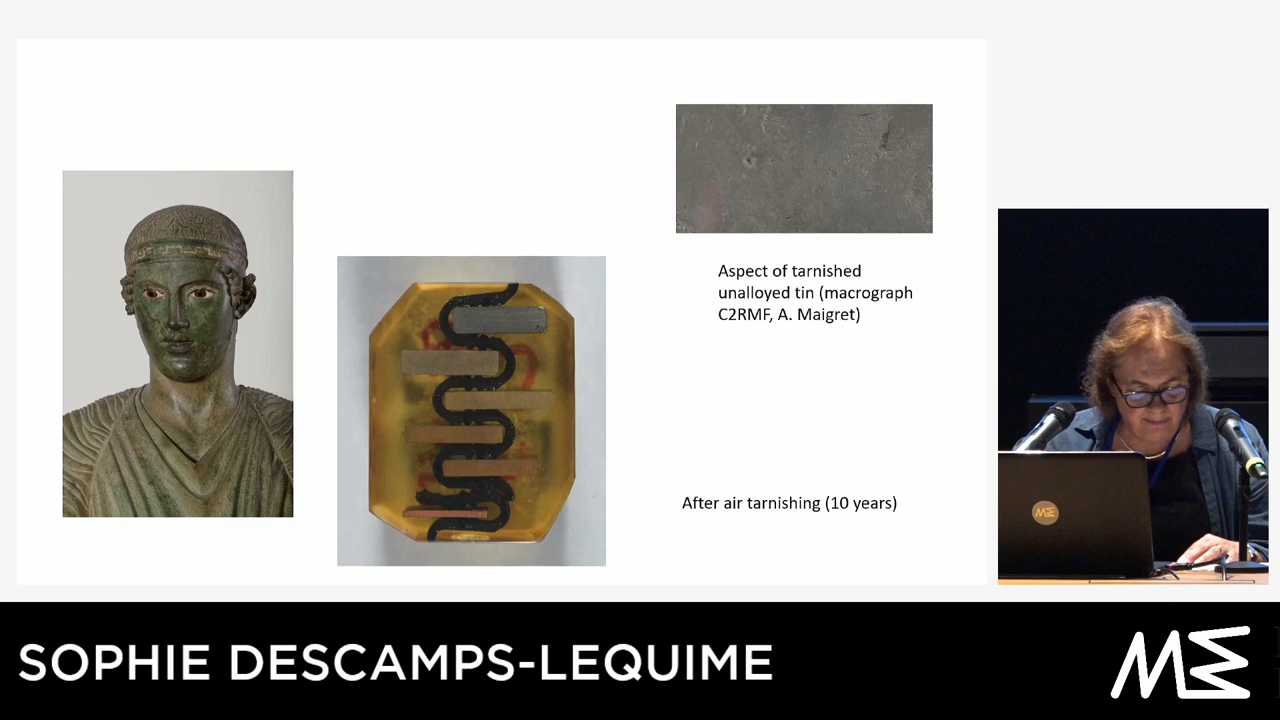 Aspect of tarnished
unalloyed tin (macrograph
C2RMF, A. Maigret)
After air tarnishing (10 years)
SOPHIE DESCAMPS-LEQUIME